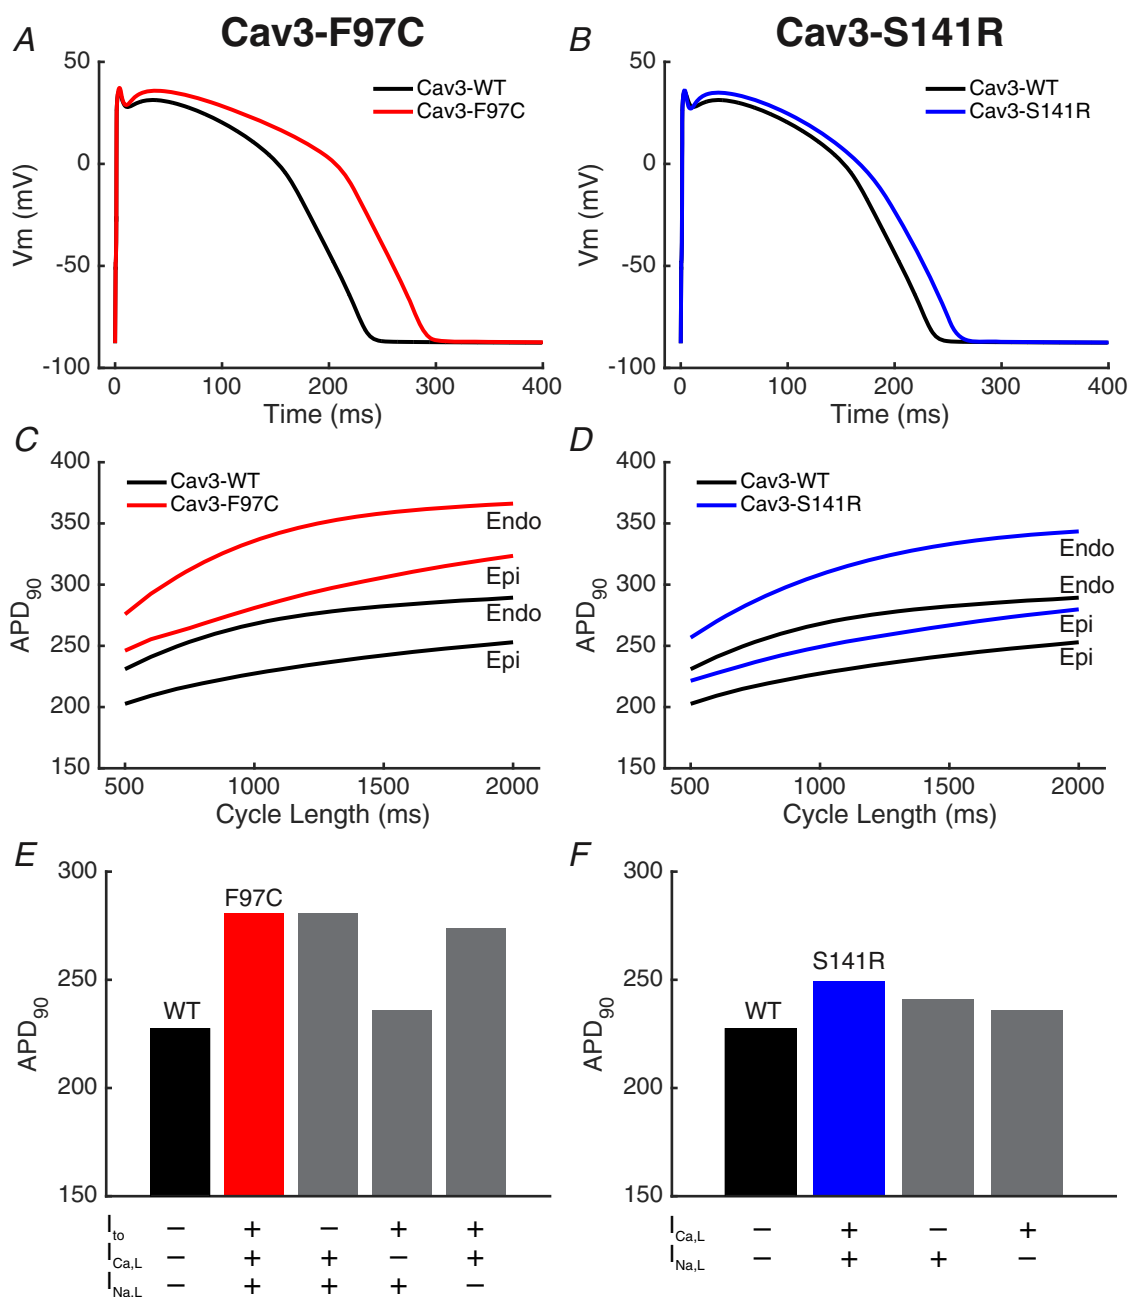 A Cav3-F97C
50
0
-50
-100
Vm (mV)
Cav3-WT
Cav3-F97C
0 100 200 300 400
Time (ms)
B Cav3-S141R
50
0
-50
-100
Vm (mV)
Cav3-WT
Cav3-S141R
0 100 200 300 400
Time (ms)
C
400
350
300
250
200
150
APD90
Cav3-WT
Cav3-F97C
Endo
Epi
Endo
Epi
500 1000 1500 2000
Cycle Length (ms)
D
400
350
300
250
200
150
APD90
Cav3-WT
Cav3-S141R
Endo
Endo
Epi
Epi
500 1000 1500 2000
Cycle Length (ms)
E
300
250
200
150
APD90
F97C
WT
Ito − + − + +
ICa,L − + + − +
INa,L − + + + −
F
300
250
200
150
APD90
S141R
WT
ICa,L − + − +
INa,L − + + −